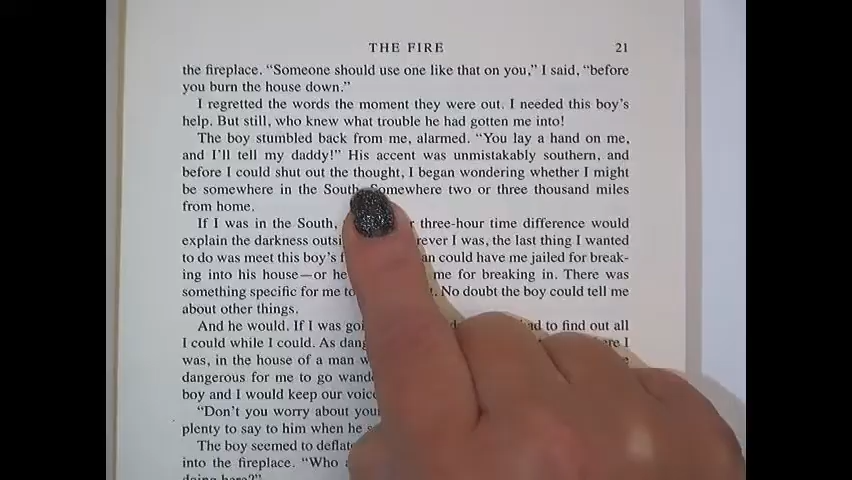 THE FIRE 21
the fireplace. “Someone should use one like that on you,” I said, “before
you burn the house down.”
I regretted the words the moment they were out. I needed this boy’s
help. But still, who knew what trouble he had gotten me into!
The boy stumbled back from me, alarmed. “You lay a hand on me,
and I’ll tell my daddy!” His accent was unmistakably southern, and
before I could shut out the thought, I began wondering whether I might
be somewhere in the South. Somewhere two or three thousand miles
from home.
If I was in the South, three-hour time difference would
explain the darkness I was, the last thing I wanted
to do was meet this boy’s could have me jailed for break-
ing into his house—or he me for breaking in. There was
something specific for me to No doubt the boy could tell me
about other things.
And he would. If I was to find out all
I could while I could. As I
was, in the house of a man
dangerous for me to go
boy and I would keep our
“Don’t you worry about
plenty to say to him when he
The boy seemed to
into the fireplace. “Who
doing here?”